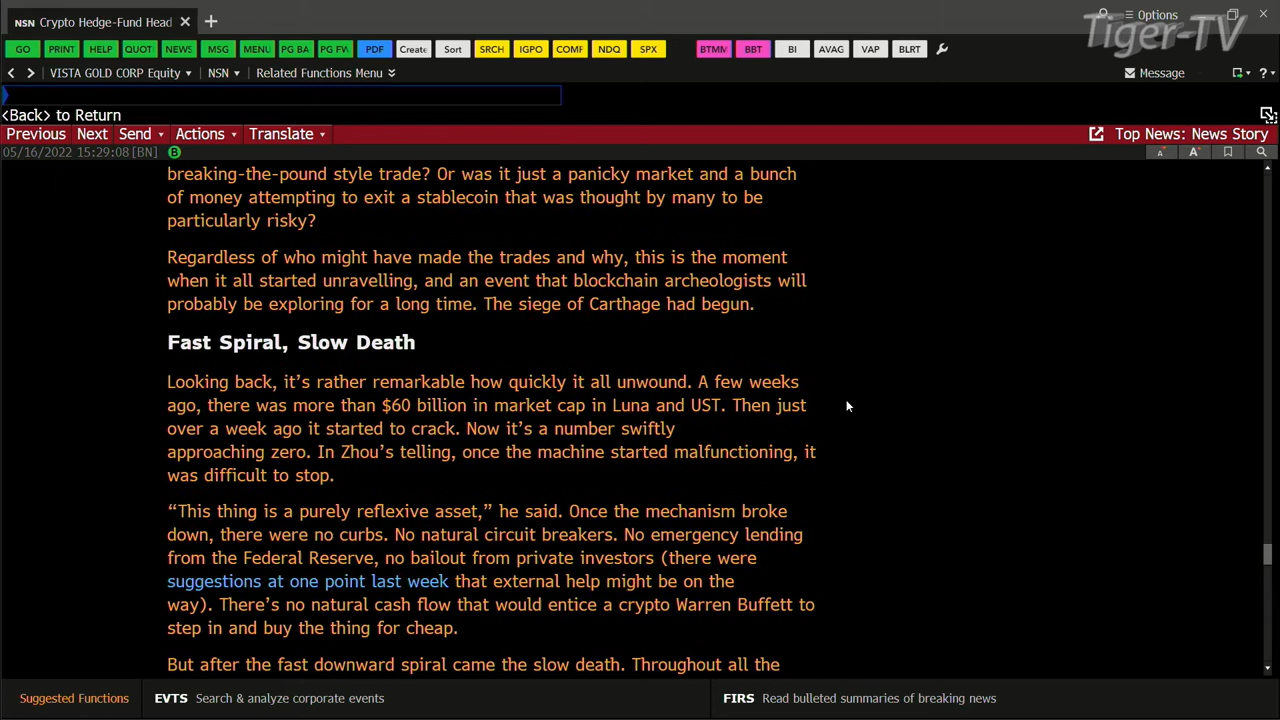 NSN Crypto Hedge-Fund Head
Options
Tiger-TV
GO PRINT HELP QUOT NEWS MSG MENU PG BA PG FW PDF Create Sort SRCH IGPO COMF NDQ SPX BTMM BBT BI AVAG VAP BLRT
VISTA GOLD CORP Equity NSN Related Functions Menu Message
<Back> to Return
Previous Next Send Actions Translate Top News: News Story
05/16/2022 15:29:08 [BN] B
breaking-the-pound style trade? Or was it just a panicky market and a bunch
of money attempting to exit a stablecoin that was thought by many to be
particularly risky?
Regardless of who might have made the trades and why, this is the moment
when it all started unravelling, and an event that blockchain archeologists will
probably be exploring for a long time. The siege of Carthage had begun.
Fast Spiral, Slow Death
Looking back, it’s rather remarkable how quickly it all unwound. A few weeks
ago, there was more than $60 billion in market cap in Luna and UST. Then just
over a week ago it started to crack. Now it’s a number swiftly
approaching zero. In Zhou’s telling, once the machine started malfunctioning, it
was difficult to stop.
“This thing is a purely reflexive asset,” he said. Once the mechanism broke
down, there were no curbs. No natural circuit breakers. No emergency lending
from the Federal Reserve, no bailout from private investors (there were
suggestions at one point last week that external help might be on the
way). There’s no natural cash flow that would entice a crypto Warren Buffett to
step in and buy the thing for cheap.
But after the fast downward spiral came the slow death. Throughout all the
Suggested Functions EVTS Search & analyze corporate events FIRS Read bulleted summaries of breaking news